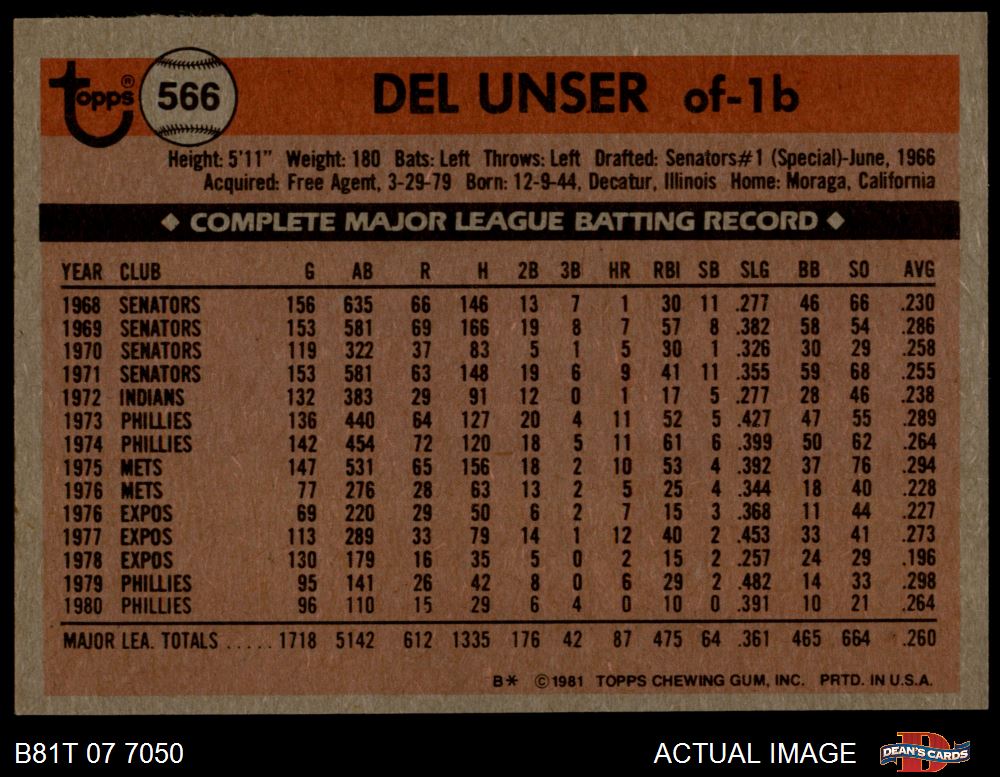 Topps® 566 DEL UNSER of-1b
Height: 5'11" Weight: 180 Bats: Left Throws: Left Drafted: Senators#1 (Special)-June, 1966
Acquired: Free Agent, 3-29-79 Born: 12-9-44, Decatur, Illinois Home: Moraga, California
◆ COMPLETE MAJOR LEAGUE BATTING RECORD ◆
YEAR CLUB G AB R H 2B 3B HR RBI SB SLG BB SO AVG
1968 SENATORS 156 635 66 146 13 7 1 30 11 .277 46 66 .230
1969 SENATORS 153 581 69 166 19 8 7 57 8 .382 58 54 .286
1970 SENATORS 119 322 37 83 5 1 5 30 1 .326 30 29 .258
1971 SENATORS 153 581 63 148 19 6 9 41 11 .355 59 68 .255
1972 INDIANS 132 383 29 91 12 0 1 17 5 .277 28 46 .238
1973 PHILLIES 136 440 64 127 20 4 11 52 5 .427 47 55 .289
1974 PHILLIES 142 454 72 120 18 5 11 61 6 .399 50 62 .264
1975 METS 147 531 65 156 18 2 10 53 4 .392 37 76 .294
1976 METS 77 276 28 63 13 2 5 25 4 .344 18 40 .228
1976 EXPOS 69 220 29 50 6 2 7 15 3 .368 11 44 .227
1977 EXPOS 113 289 33 79 14 1 12 40 2 .453 33 41 .273
1978 EXPOS 130 179 16 35 5 0 2 15 2 .257 24 29 .196
1979 PHILLIES 95 141 26 42 8 0 6 29 2 .482 14 33 .298
1980 PHILLIES 96 110 15 29 6 4 0 10 0 .391 10 21 .264
MAJOR LEA. TOTALS ..... 1718 5142 612 1335 176 42 87 475 64 .361 465 664 .260
B* ©1981 TOPPS CHEWING GUM, INC. PRTD. IN U.S.A.
B81T 07 7050 ACTUAL IMAGE DEAN'S CARDS